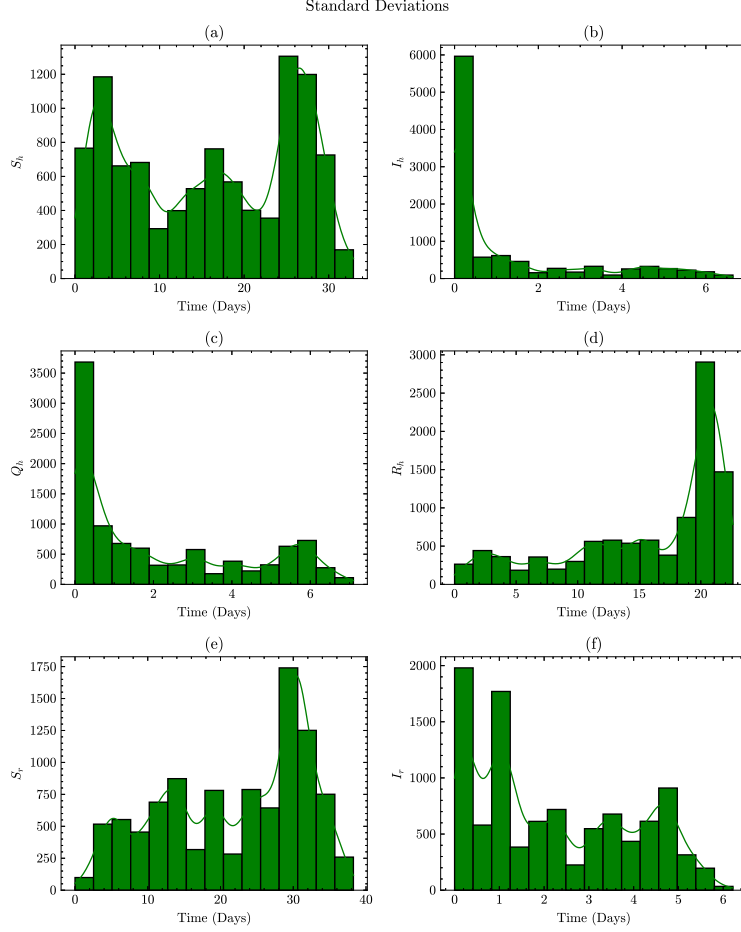 Standard Deviations
(a)
1200
1000
800
600
400
200
0
S_h
0 10 20 30
Time (Days)
(b)
6000
5000
4000
3000
2000
1000
0
I_h
0 2 4 6
Time (Days)
(c)
3500
3000
2500
2000
1500
1000
500
0
Q_h
0 2 4 6
Time (Days)
(d)
3000
2500
2000
1500
1000
500
0
R_h
0 5 10 15 20
Time (Days)
(e)
1750
1500
1250
1000
750
500
250
0
S_r
0 10 20 30 40
Time (Days)
(f)
2000
1500
1000
500
0
I_r
0 1 2 3 4 5 6
Time (Days)